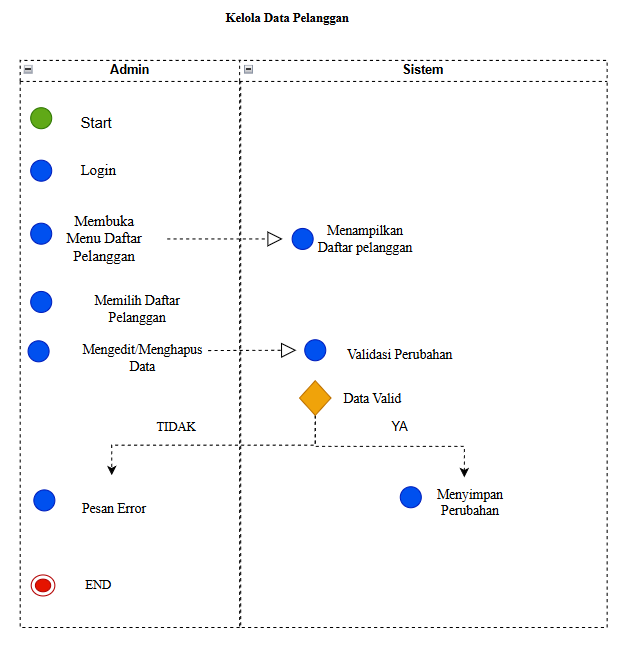 Kelola Data Pelanggan
Admin
Sistem
Start
Login
Membuka
Menu Daftar
Pelanggan
Menampilkan
Daftar pelanggan
Memilih Daftar
Pelanggan
Mengedit/Menghapus
Data
Validasi Perubahan
Data Valid
TIDAK
YA
Pesan Error
Menyimpan
Perubahan
END